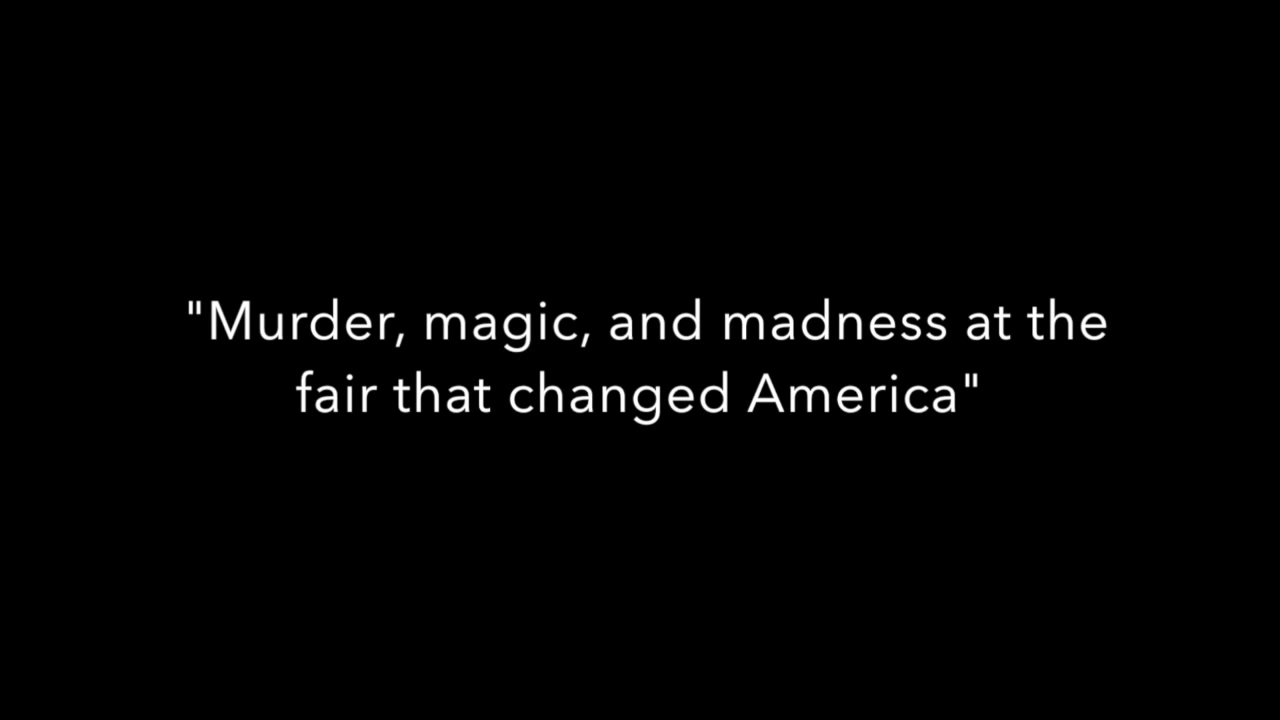 "Murder, magic, and madness at the
fair that changed America"